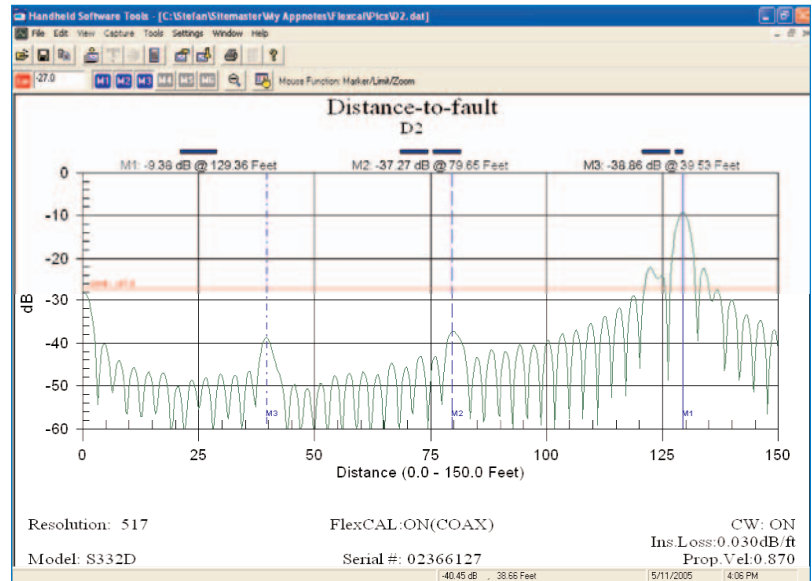 Handheld Software Tools - [C:\Stefan\Sitemaster\My Appnotes\Flexcal\Pics\D2.dat]
File Edit View Capture Tools Settings Window Help
-27.0 M1 M2 M3 M4 M5 M6 Mouse Function: Marker/Limit/Zoom
Distance-to-fault
D2
M1: -9.38 dB @ 129.36 Feet M2: -37.27 dB @ 79.65 Feet M3: -38.86 dB @ 39.53 Feet
0
-10
-20
-30
-40
-50
-60
dB
M3 M2 M1
0 25 50 75 100 125 150
Distance (0.0 - 150.0 Feet)
Resolution: 517 FlexCAL:ON(COAX) CW: ON
Ins.Loss:0.030dB/ft
Model: S332D Serial #: 02366127 Prop.Vel:0.870
-40.45 dB , 38.66 Feet 5/11/2005 4:06 PM